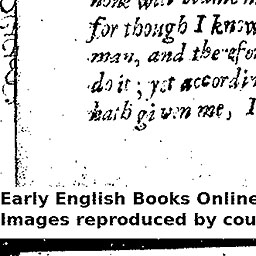 for though I know
man, and therefor
do it; yet accordin
hath given me, I
Early English Books Online
Images reproduced by cou